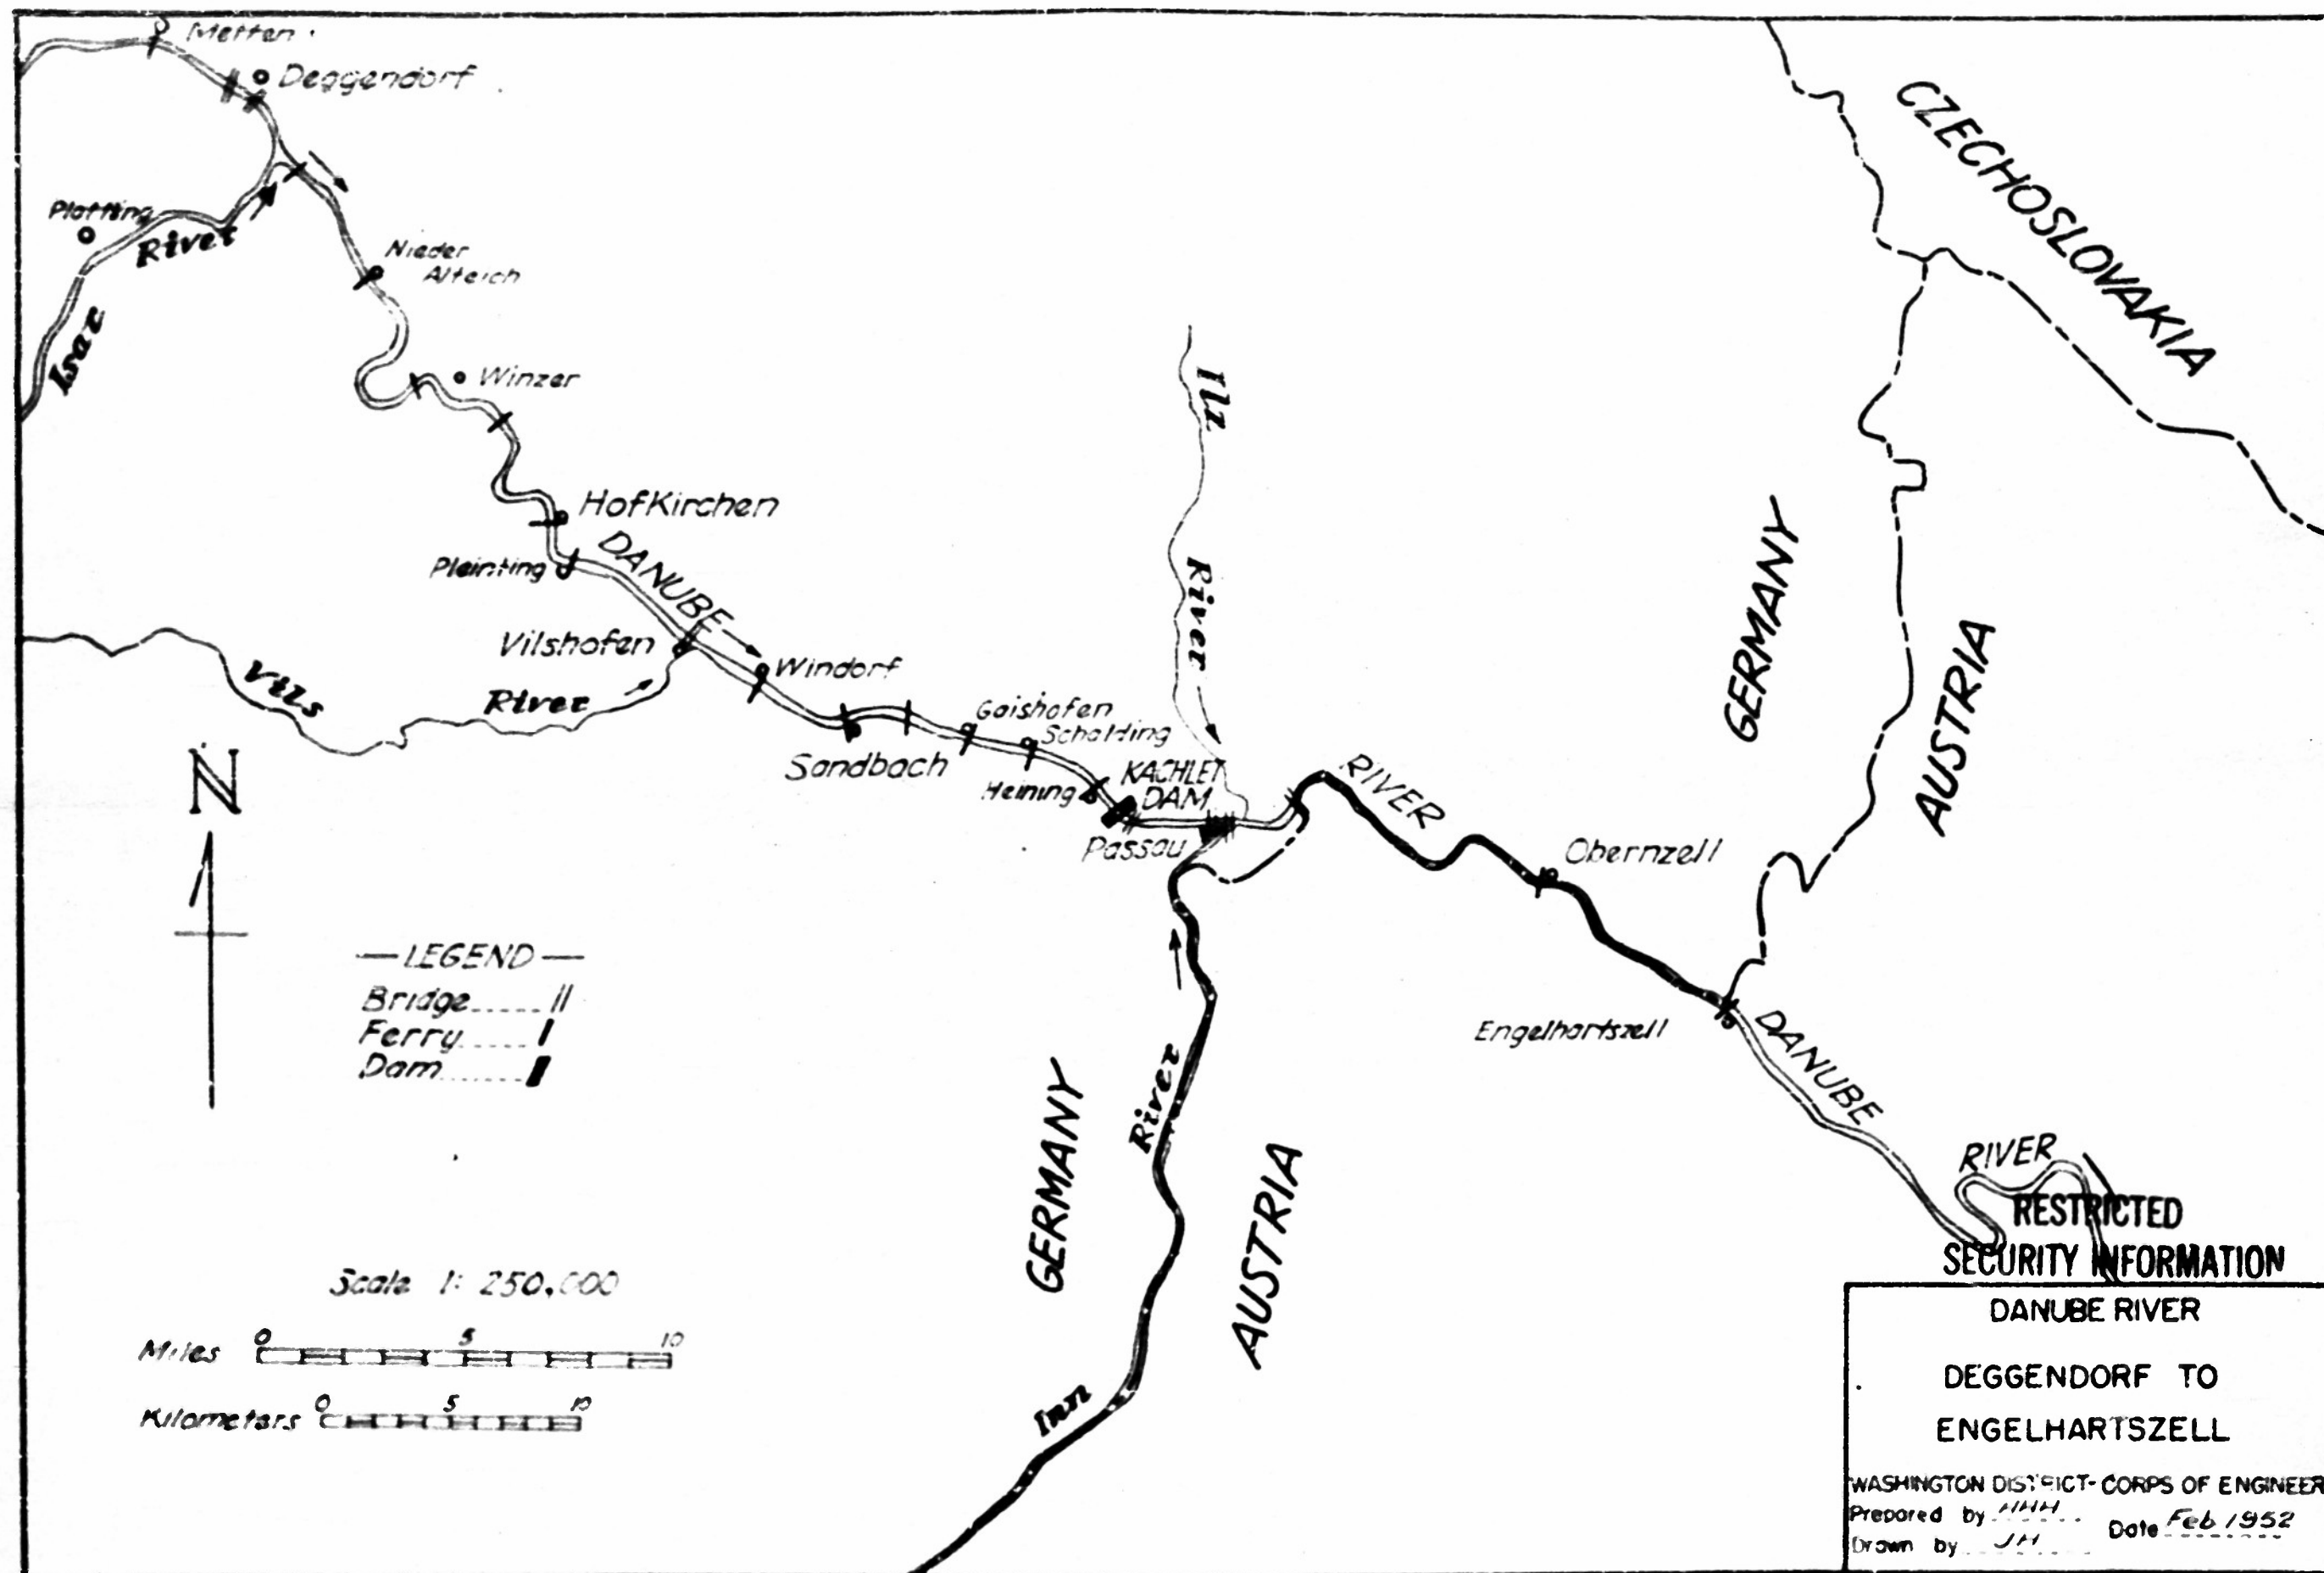 Metten
Deggendorf
Plattling
Isar
River
Nieder
Alteich
Winzer
Ilz
River
HofKirchen
Pleinting
DANUBE
Vilshofen
Windorf
Vils
River
Gaishofen
Schalding
Sandbach
Heining
KACHLET
DAM
Passau
RIVER
Obernzell
CZECHOSLOVAKIA
GERMANY
AUSTRIA
N
LEGEND
Bridge
Ferry
Dam
Engelhartszell
DANUBE
RIVER
GERMANY
River
AUSTRIA
Inn
Scale 1: 250,000
Miles 0 5 10
Kilometers 0 5 10
RESTRICTED
SECURITY INFORMATION
DANUBE RIVER
DEGGENDORF TO
ENGELHARTSZELL
WASHINGTON DISTRICT-CORPS OF ENGINEER
Prepared by HHH
Date Feb 1952
Drawn by JH